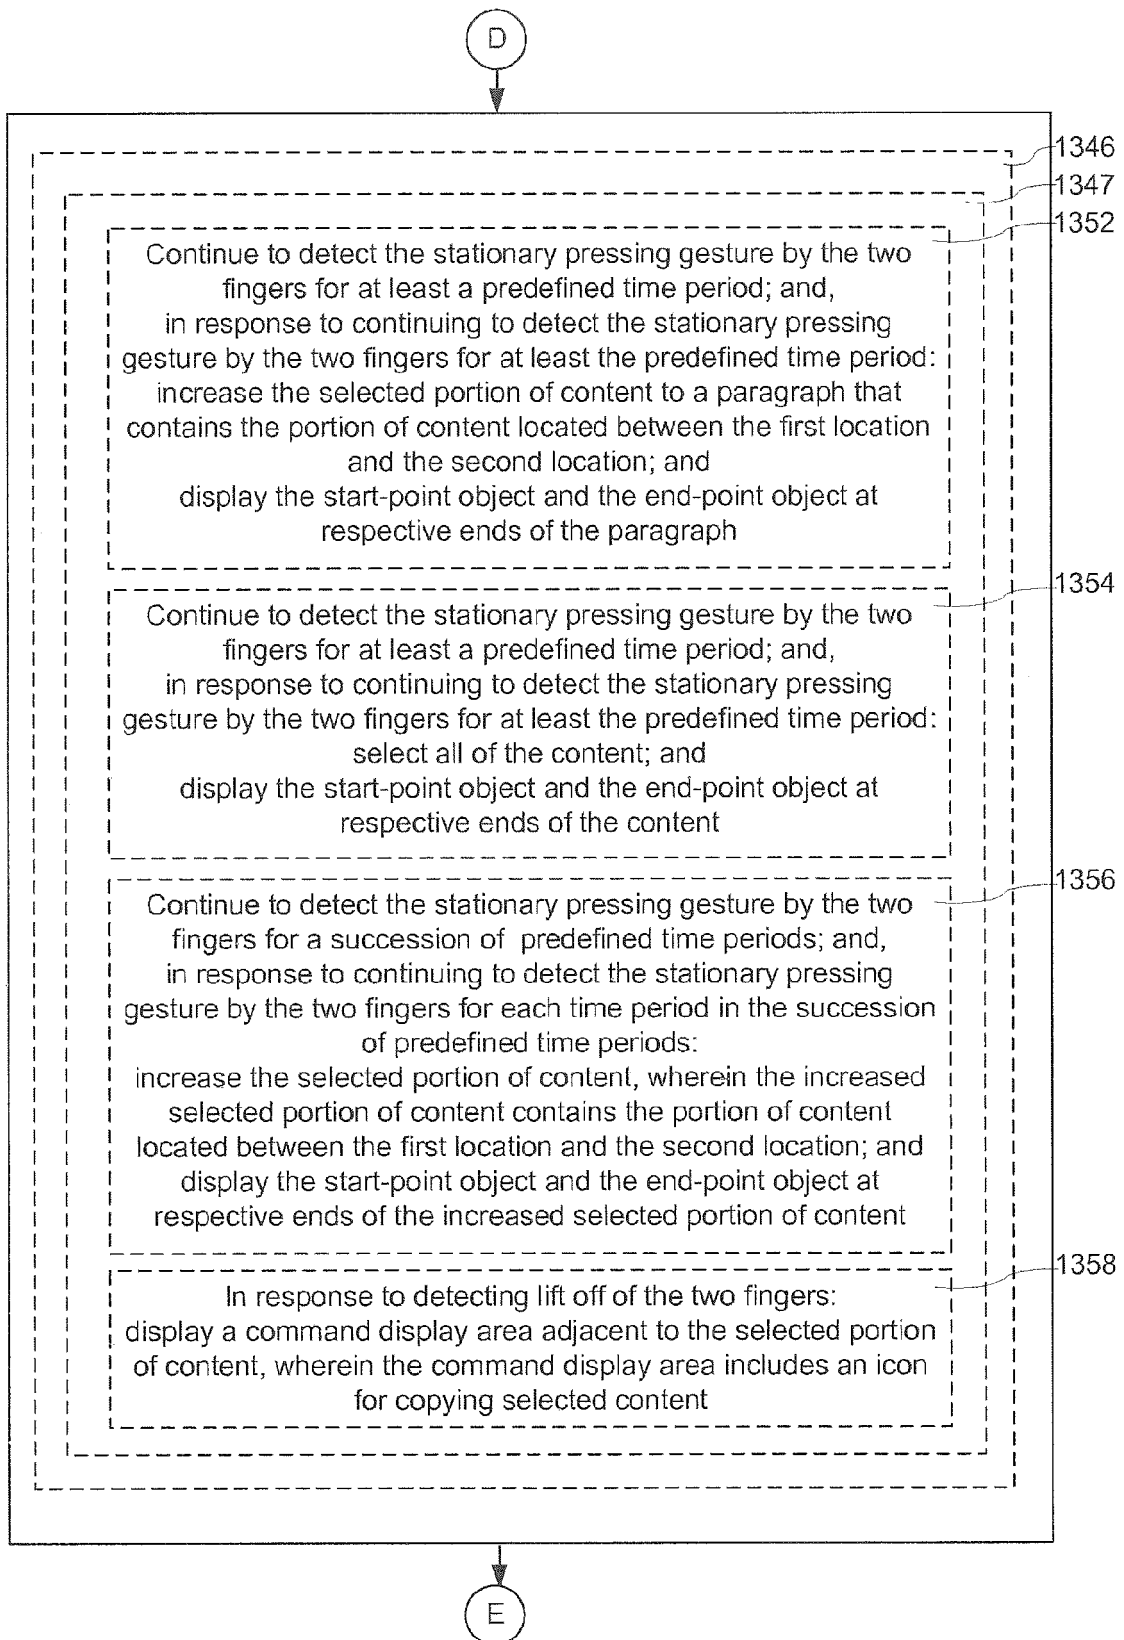 D
1346
1347
1352
Continue to detect the stationary pressing gesture by the two
fingers for at least a predefined time period; and,
in response to continuing to detect the stationary pressing
gesture by the two fingers for at least the predefined time period:
increase the selected portion of content to a paragraph that
contains the portion of content located between the first location
and the second location; and
display the start-point object and the end-point object at
respective ends of the paragraph
1354
Continue to detect the stationary pressing gesture by the two
fingers for at least a predefined time period; and,
in response to continuing to detect the stationary pressing
gesture by the two fingers for at least the predefined time period:
select all of the content; and
display the start-point object and the end-point object at
respective ends of the content
1356
Continue to detect the stationary pressing gesture by the two
fingers for a succession of predefined time periods; and,
in response to continuing to detect the stationary pressing
gesture by the two fingers for each time period in the succession
of predefined time periods:
increase the selected portion of content, wherein the increased
selected portion of content contains the portion of content
located between the first location and the second location; and
display the start-point object and the end-point object at
respective ends of the increased selected portion of content
1358
In response to detecting lift off of the two fingers:
display a command display area adjacent to the selected portion
of content, wherein the command display area includes an icon
for copying selected content
E